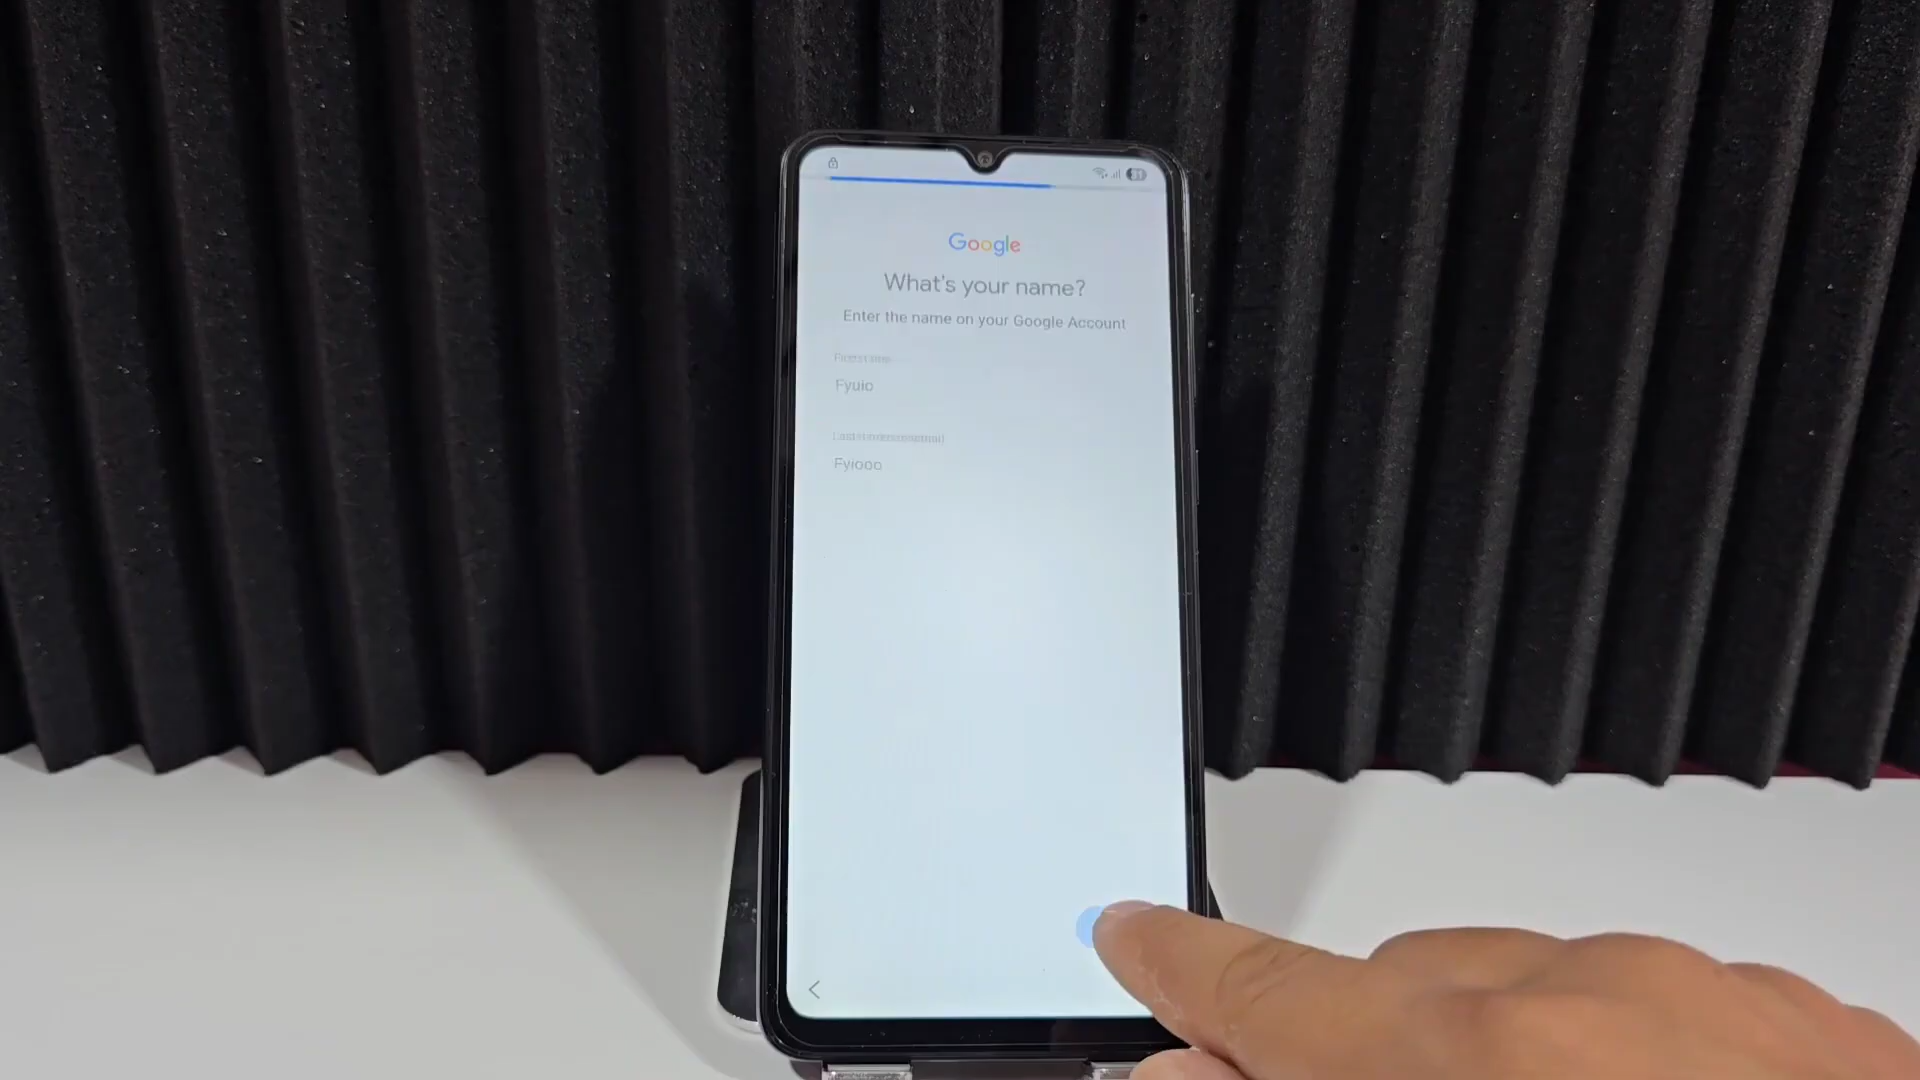 Google
What's your name?
Enter the name on your Google Account
Fyuio
Fyiooo